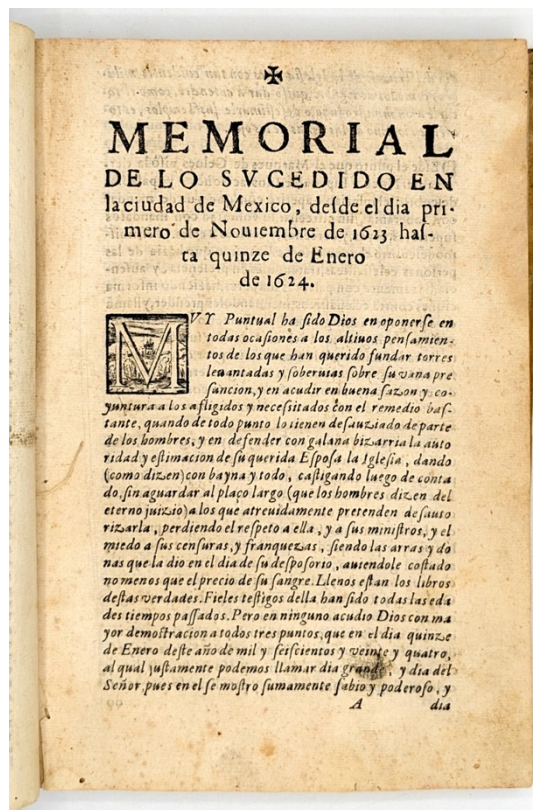 ✠
MEMORIAL
DE LO SVCEDIDO EN
la ciudad de Mexico, deſde el dia pri-
mero de Nouiembre de 1623 haſ-
ta quinze de Enero
de 1624.
MVY Puntual ha ſido Dios en oponerſe en
todas ocaſiones a los altiuos penſamien-
tos de los que han querido fundar torres
leuantadas y ſoberuias ſobre ſu vana pre
ſuncion, y en acudir en buena ſazon y co-
yuntura a los afligidos y neceſsitados con el remedio baſ-
tante, quando de todo punto lo tienen deſauziado de parte
de los hombres, y en defender con galana bizarria la auto
ridad y eſtimacion de ſu querida Eſpoſa la Igleſia, dando
(como dizen) con bayna y todo, caſtigando luego de conta
do, ſin aguardar al plaço largo (que los hombres dizen del
eterno juizio) a los que atreuidamente pretenden deſauto
rizarla, perdiendo el reſpeto a ella, y a ſus miniſtros, y el
miedo a ſus cenſuras, y franquezas, ſiendo las arras y do
nas que la dio en el dia de ſu deſpoſorio, auiendole coſtado
no menos que el precio de ſu ſangre. Llenos eſtan los libros
deſtas verdades. Fieles teſtigos della han ſido todas las eda
des tiempos paſſados. Pero en ninguno acudio Dios con ma
yor demoſtracion a todos tres puntos, que en el dia quinze
de Enero deſte año de mil y ſeiſcientos y veinte y quatro,
al qual juſtamente podemos llamar dia grande, y dia del
Señor, pues en el ſe moſtro ſumamente ſabio y poderoſo, y
A dia